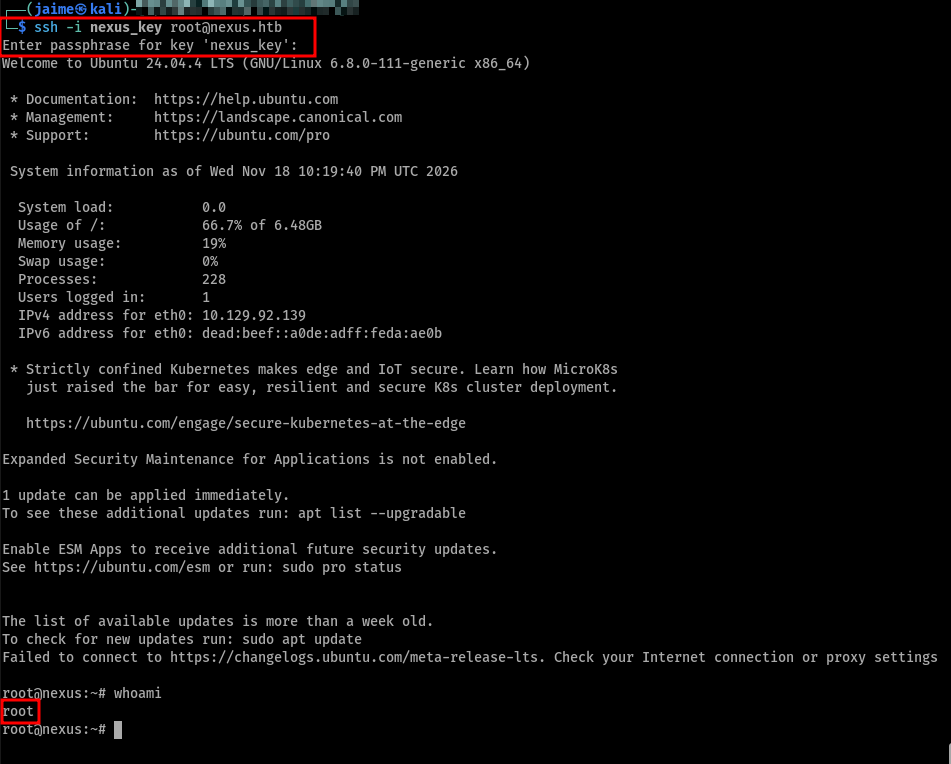 ┌──(jaime㉿kali)-
└─$ ssh -i nexus_key root@nexus.htb
Enter passphrase for key 'nexus_key':
Welcome to Ubuntu 24.04.4 LTS (GNU/Linux 6.8.0-111-generic x86_64)
* Documentation:  https://help.ubuntu.com
* Management:     https://landscape.canonical.com
* Support:        https://ubuntu.com/pro
System information as of Wed Nov 18 10:19:40 PM UTC 2026
System load:           0.0
Usage of /:            66.7% of 6.48GB
Memory usage:          19%
Swap usage:            0%
Processes:             228
Users logged in:       1
IPv4 address for eth0: 10.129.92.139
IPv6 address for eth0: dead:beef::a0de:adff:feda:ae0b
* Strictly confined Kubernetes makes edge and IoT secure. Learn how MicroK8s
just raised the bar for easy, resilient and secure K8s cluster deployment.
https://ubuntu.com/engage/secure-kubernetes-at-the-edge
Expanded Security Maintenance for Applications is not enabled.
1 update can be applied immediately.
To see these additional updates run: apt list --upgradable
Enable ESM Apps to receive additional future security updates.
See https://ubuntu.com/esm or run: sudo pro status
The list of available updates is more than a week old.
To check for new updates run: sudo apt update
Failed to connect to https://changelogs.ubuntu.com/meta-release-lts. Check your Internet connection or proxy settings
root@nexus:~# whoami
root
root@nexus:~#